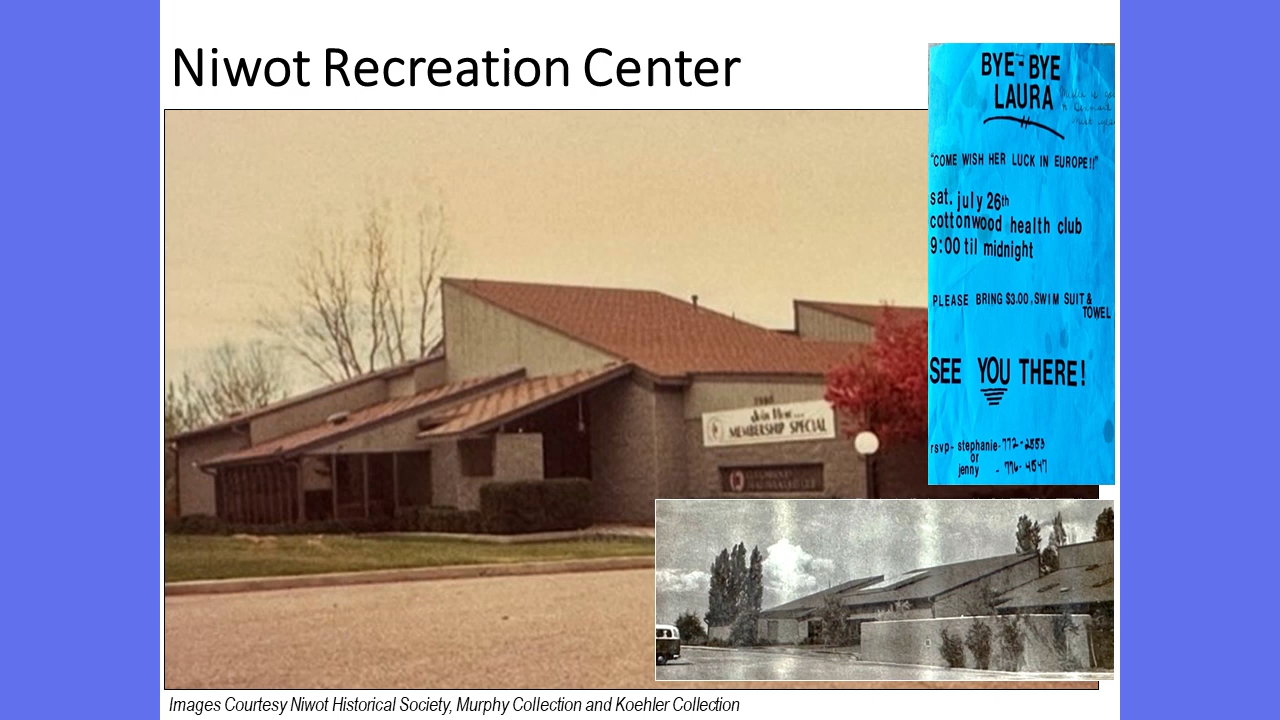 Niwot Recreation Center
BYE-BYE
LAURA
"COME WISH HER LUCK IN EUROPE!!"
sat. july 26th
cottonwood health club
9:00 til midnight
PLEASE BRING $3.00, SWIM SUIT &
TOWEL
SEE YOU THERE!
rsvp - stephanie - 772-2553
or
jenny - 776-4547
Join Now....
MEMBERSHIP SPECIAL
Images Courtesy Niwot Historical Society, Murphy Collection and Koehler Collection